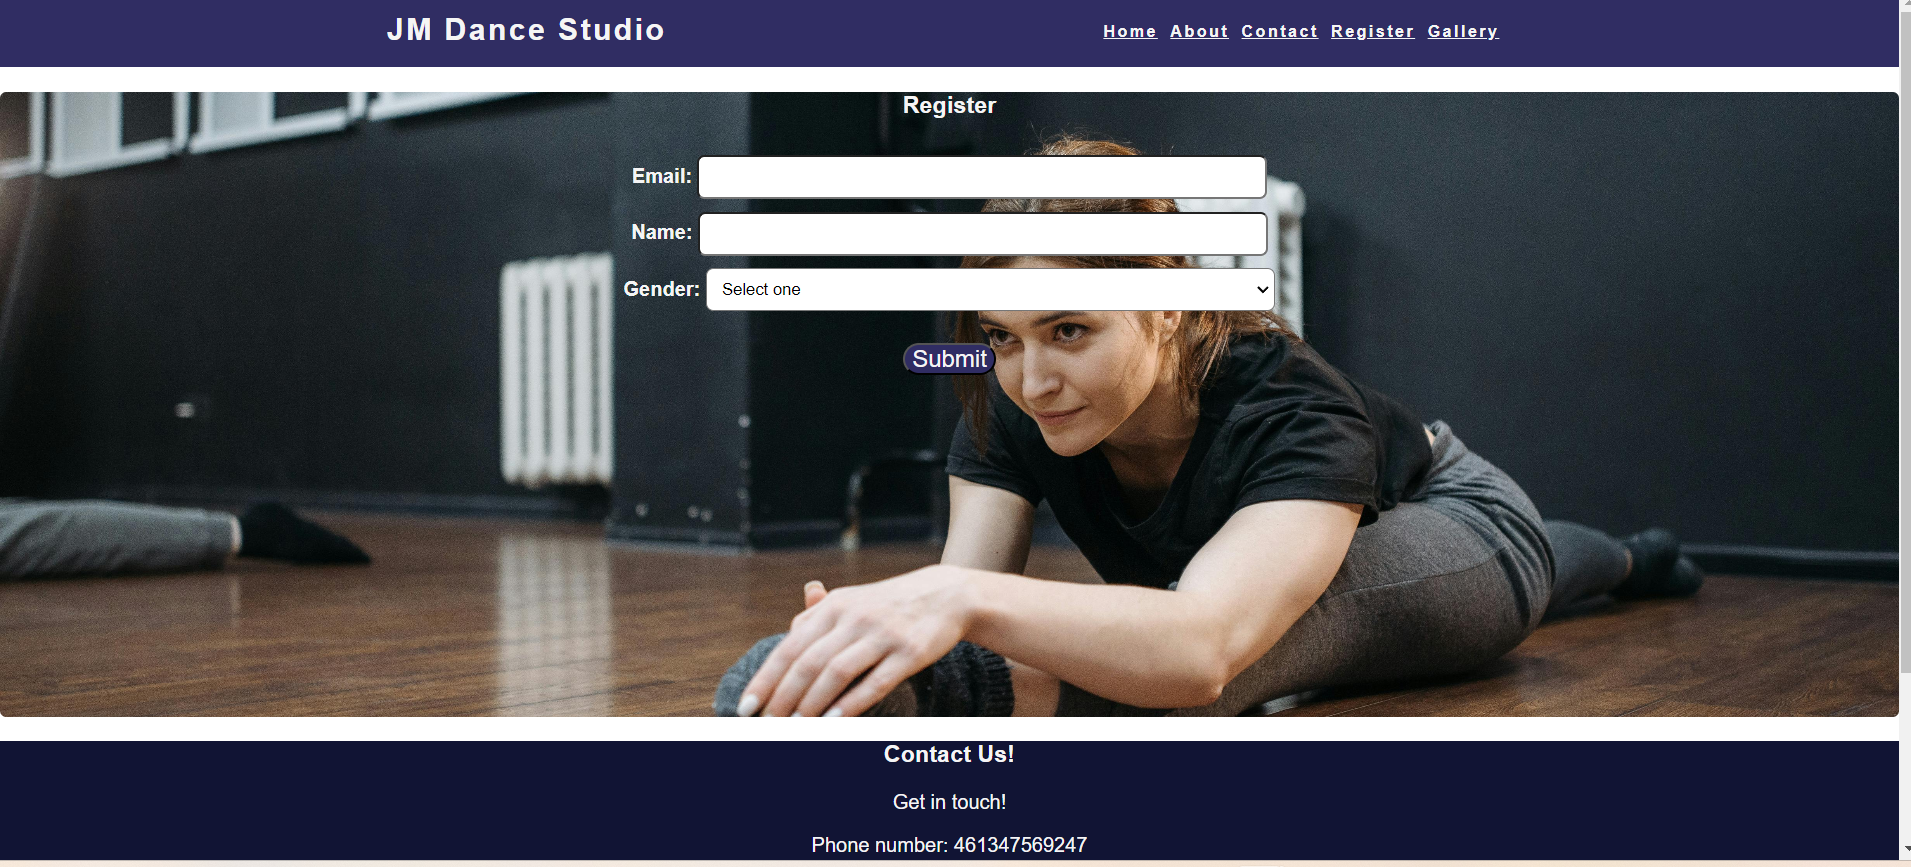 JM Dance Studio
Home About Contact Register Gallery
Register
Email:
Name:
Gender: Select one
Submit
Contact Us!
Get in touch!
Phone number: 461347569247